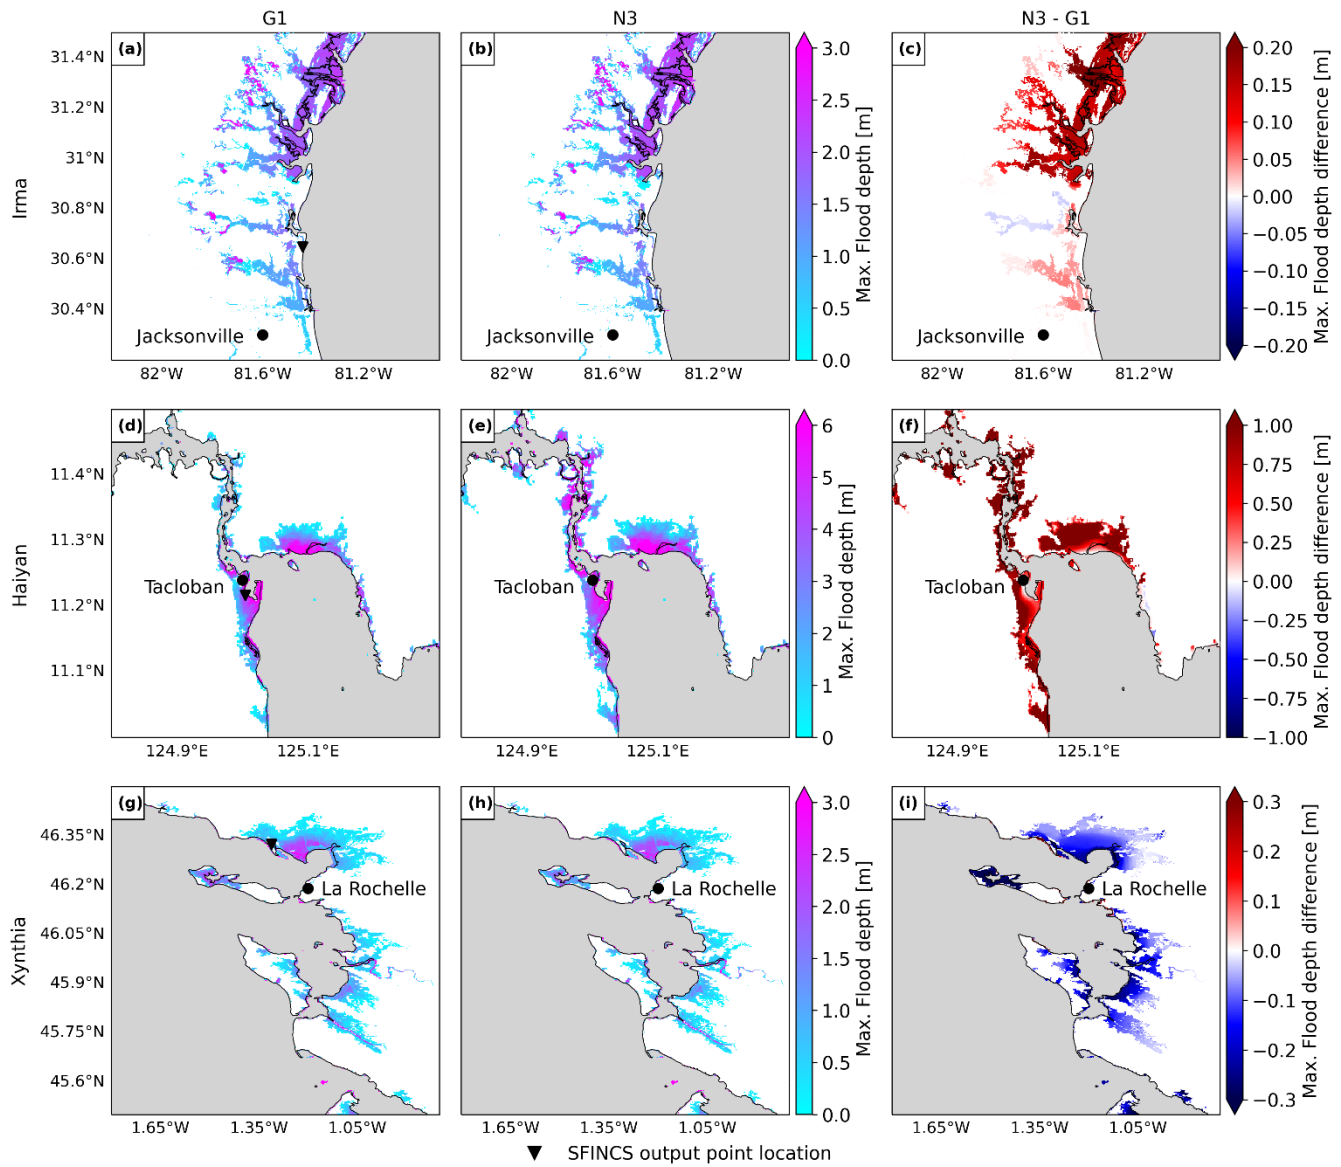 G1 N3 N3 - G1
Irma
(a) (b) (c)
31.4°N
31.2°N
31°N
30.8°N
30.6°N
30.4°N
Jacksonville Jacksonville Jacksonville
82°W 81.6°W 81.2°W 82°W 81.6°W 81.2°W 82°W 81.6°W 81.2°W
3.0
2.5
2.0
1.5
1.0
0.5
0.0
Max. Flood depth [m]
0.20
0.15
0.10
0.05
0.00
−0.05
−0.10
−0.15
−0.20
Max. Flood depth difference [m]
Haiyan
(d) (e) (f)
11.4°N
11.3°N
11.2°N
11.1°N
Tacloban Tacloban Tacloban
124.9°E 125.1°E 124.9°E 125.1°E 124.9°E 125.1°E
6
5
4
3
2
1
0
Max. Flood depth [m]
1.00
0.75
0.50
0.25
0.00
−0.25
−0.50
−0.75
−1.00
Max. Flood depth difference [m]
Xynthia
(g) (h) (i)
46.35°N
46.2°N
46.05°N
45.9°N
45.75°N
45.6°N
La Rochelle La Rochelle La Rochelle
1.65°W 1.35°W 1.05°W 1.65°W 1.35°W 1.05°W 1.65°W 1.35°W 1.05°W
3.0
2.5
2.0
1.5
1.0
0.5
0.0
Max. Flood depth [m]
0.3
0.2
0.1
0.0
−0.1
−0.2
−0.3
Max. Flood depth difference [m]
SFINCS output point location